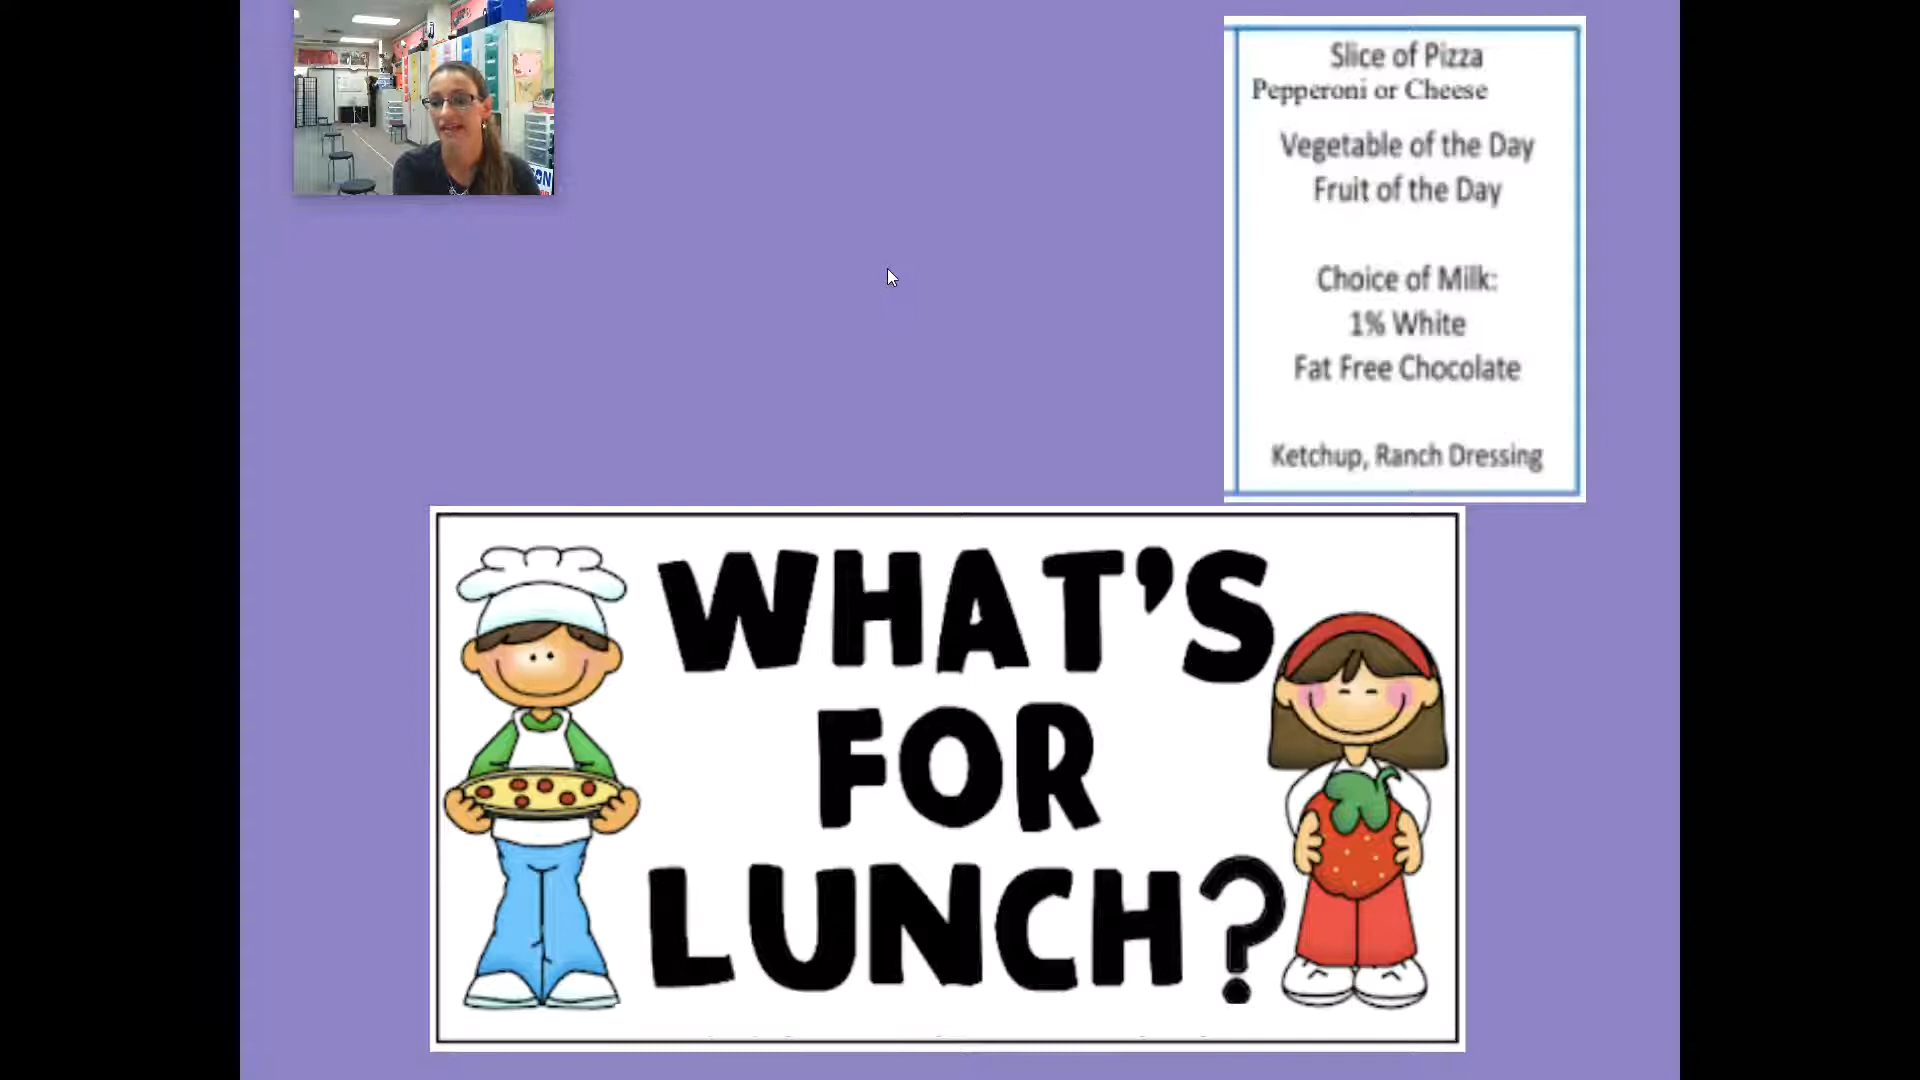 Slice of Pizza
Pepperoni or Cheese
Vegetable of the Day
Fruit of the Day
Choice of Milk:
1% White
Fat Free Chocolate
Ketchup, Ranch Dressing
WHAT'S
FOR
LUNCH?